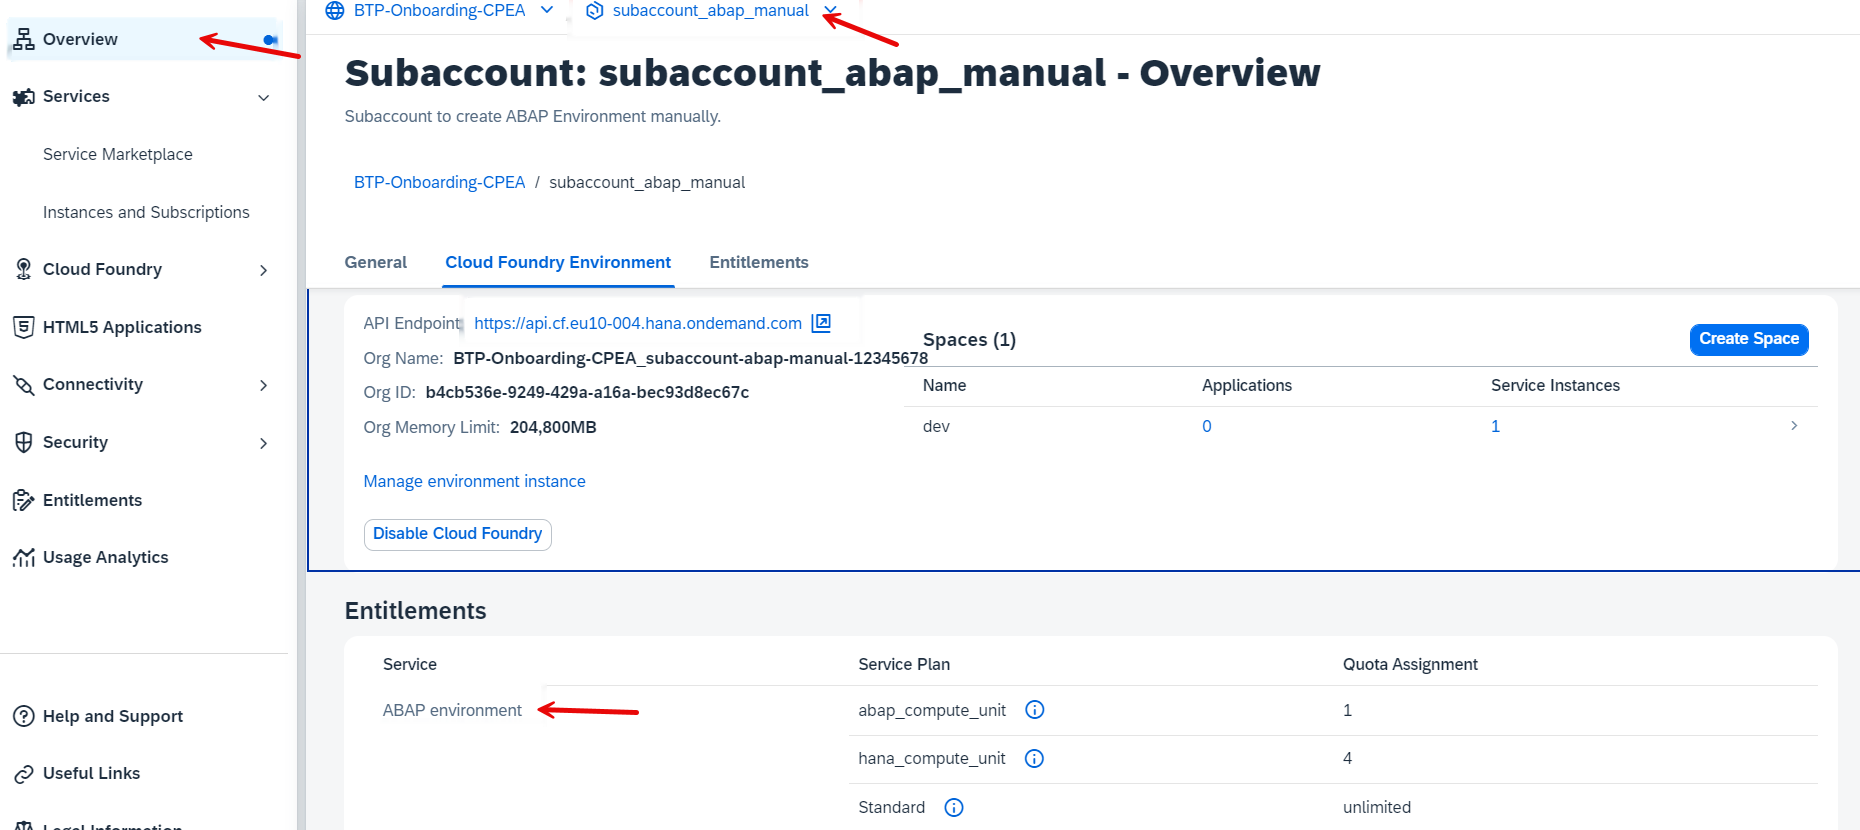 Overview
Services
Service Marketplace
Instances and Subscriptions
Cloud Foundry
HTML5 Applications
Connectivity
Security
Entitlements
Usage Analytics
Help and Support
Useful Links
Legal Information
BTP-Onboarding-CPEA
subaccount_abap_manual
Subaccount: subaccount_abap_manual - Overview
Subaccount to create ABAP Environment manually.
BTP-Onboarding-CPEA / subaccount_abap_manual
General Cloud Foundry Environment Entitlements
API Endpoint: https://api.cf.eu10-004.hana.ondemand.com
Org Name: BTP-Onboarding-CPEA_subaccount-abap-manual-12345678
Org ID: b4cb536e-9249-429a-a16a-bec93d8ec67c
Org Memory Limit: 204,800MB
Manage environment instance
Disable Cloud Foundry
Spaces (1)
Create Space
Name Applications Service Instances
dev 0 1
Entitlements
Service Service Plan Quota Assignment
ABAP environment abap_compute_unit 1
hana_compute_unit 4
Standard unlimited